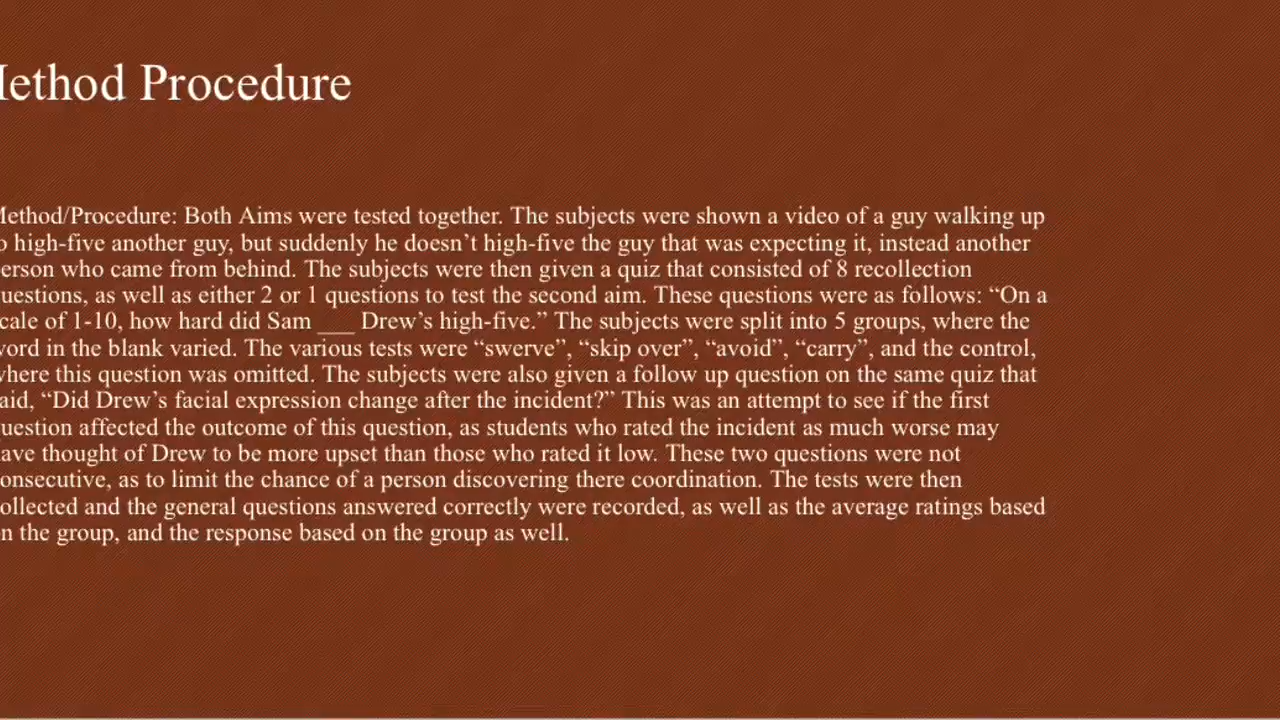 Method Procedure
Method/Procedure: Both Aims were tested together. The subjects were shown a video of a guy walking up
o high-five another guy, but suddenly he doesn’t high-five the guy that was expecting it, instead another
erson who came from behind. The subjects were then given a quiz that consisted of 8 recollection
uestions, as well as either 2 or 1 questions to test the second aim. These questions were as follows: “On a
cale of 1-10, how hard did Sam ___ Drew’s high-five.” The subjects were split into 5 groups, where the
word in the blank varied. The various tests were “swerve”, “skip over”, “avoid”, “carry”, and the control,
where this question was omitted. The subjects were also given a follow up question on the same quiz that
aid, “Did Drew’s facial expression change after the incident?” This was an attempt to see if the first
uestion affected the outcome of this question, as students who rated the incident as much worse may
ave thought of Drew to be more upset than those who rated it low. These two questions were not
onsecutive, as to limit the chance of a person discovering there coordination. The tests were then
ollected and the general questions answered correctly were recorded, as well as the average ratings based
n the group, and the response based on the group as well.